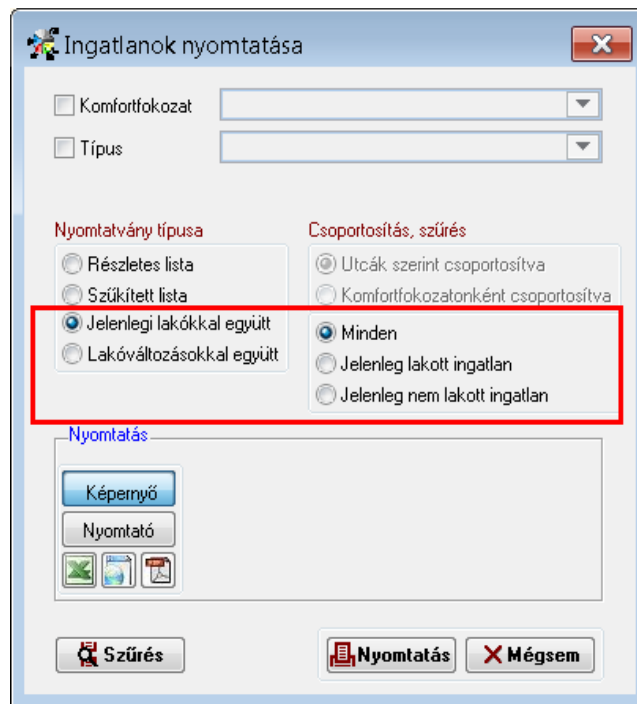 Ingatlanok nyomtatása
Komfortfokozat
Típus
Nyomtatvány típusa
Részletes lista
Szűkített lista
Jelenlegi lakókkal együtt
Lakóváltozásokkal együtt
Csoportosítás, szűrés
Utcák szerint csoportosítva
Komfortfokozatonként csoportosítva
Minden
Jelenleg lakott ingatlan
Jelenleg nem lakott ingatlan
Nyomtatás
Képernyő
Nyomtató
Szűrés
Nyomtatás
Mégsem